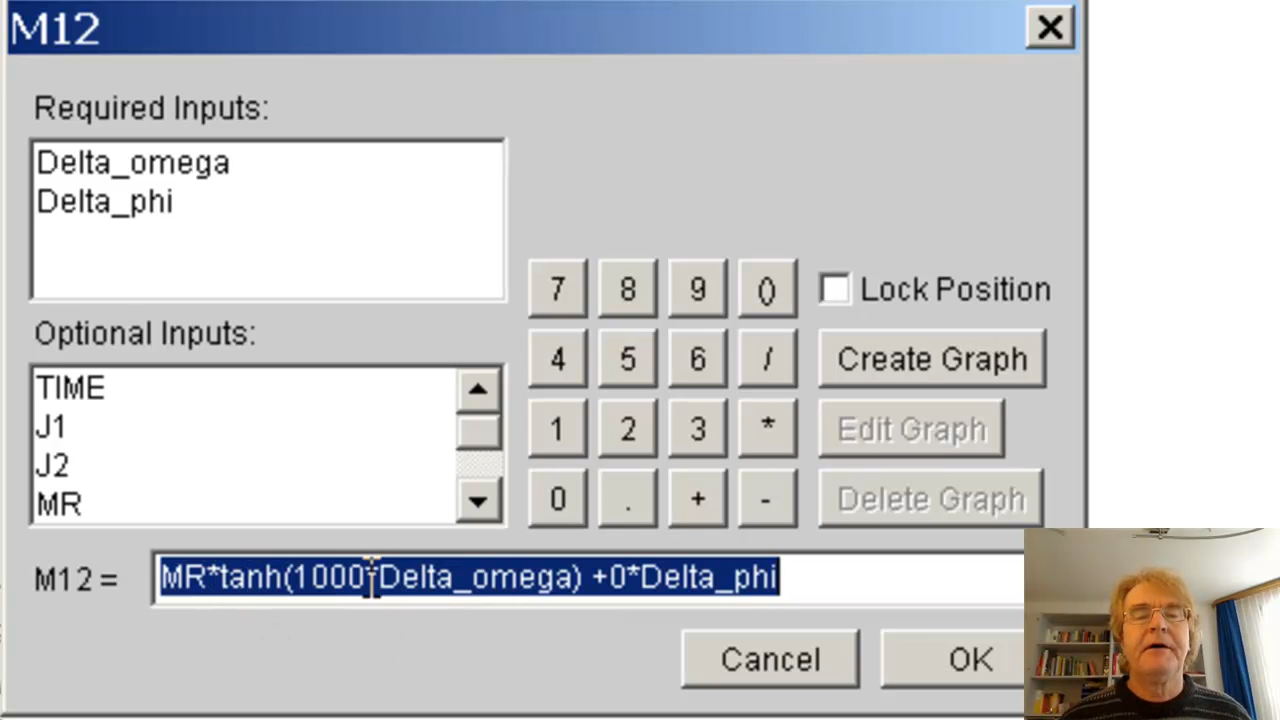 M12
Required Inputs:
Delta_omega
Delta_phi
Optional Inputs:
TIME
J1
J2
MR
7 8 9 ()
4 5 6 /
1 2 3 *
0 . + -
Lock Position
Create Graph
Edit Graph
Delete Graph
M12 = MR*tanh(1000*Delta_omega) +0*Delta_phi
Cancel OK